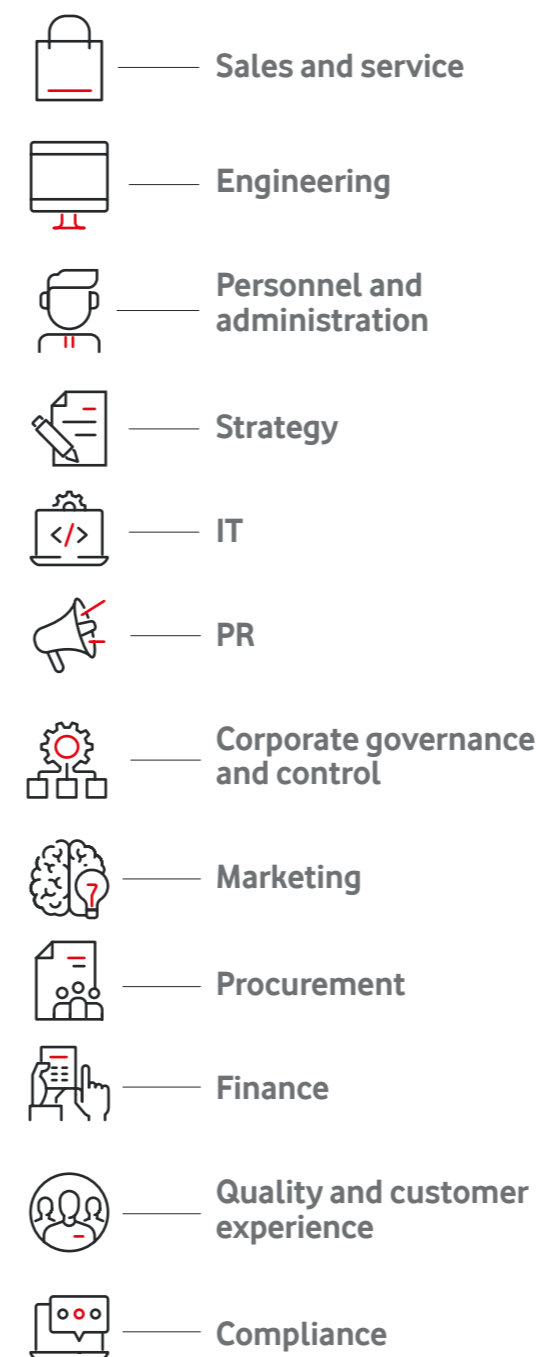 Sales and service
Engineering
Personnel and
administration
Strategy
</>
IT
PR
Corporate governance
and control
Marketing
Procurement
Finance
Quality and customer
experience
Compliance